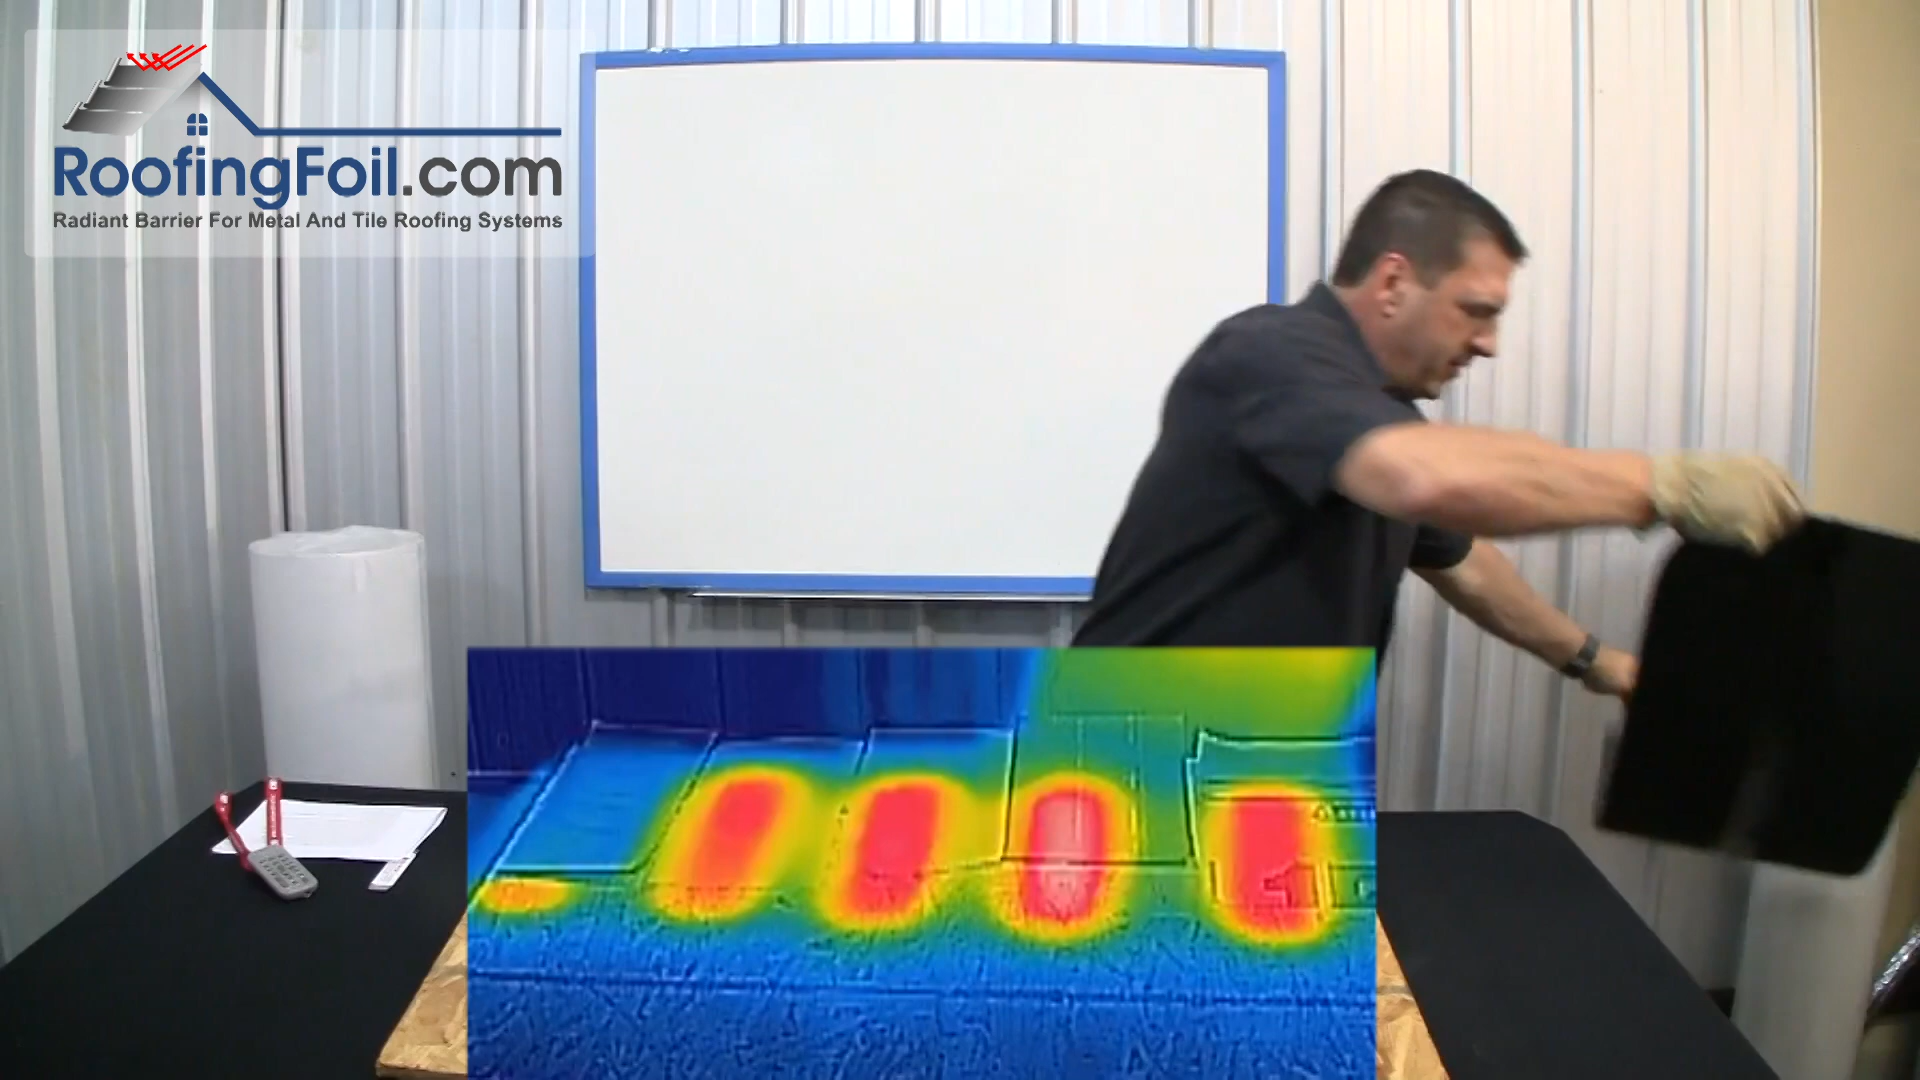 RoofingFoil.com
Radiant Barrier For Metal And Tile Roofing Systems